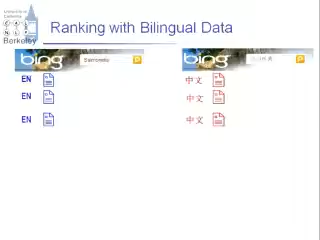 Berkeley
Ranking with Bilingual Data
bing
bing
EN
中文
EN
中文
EN
中文